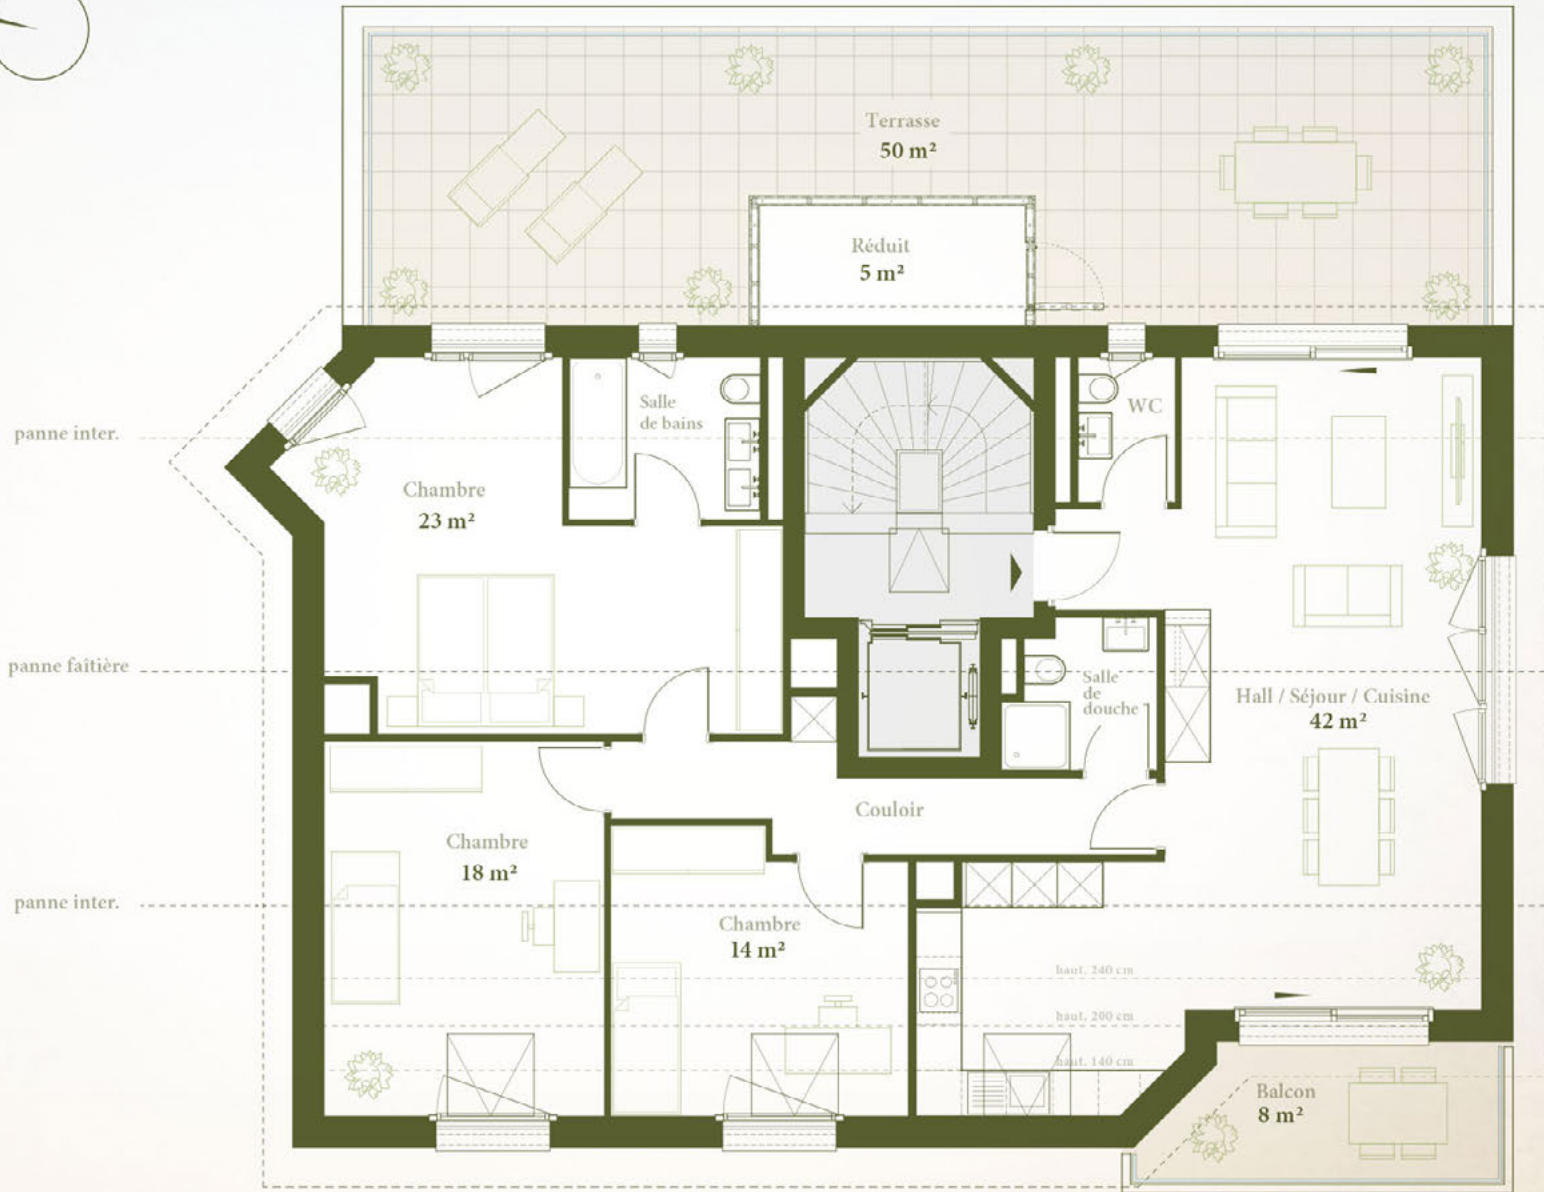 Terrasse
50 m²
Réduit
5 m²
Salle
de bains
WC
panne inter.
Chambre
23 m²
panne faîtière
Salle
de
douche
Hall / Séjour / Cuisine
42 m²
Couloir
Chambre
18 m²
panne inter.
Chambre
14 m²
haut. 240 cm
haut. 200 cm
haut. 140 cm
Balcon
8 m²